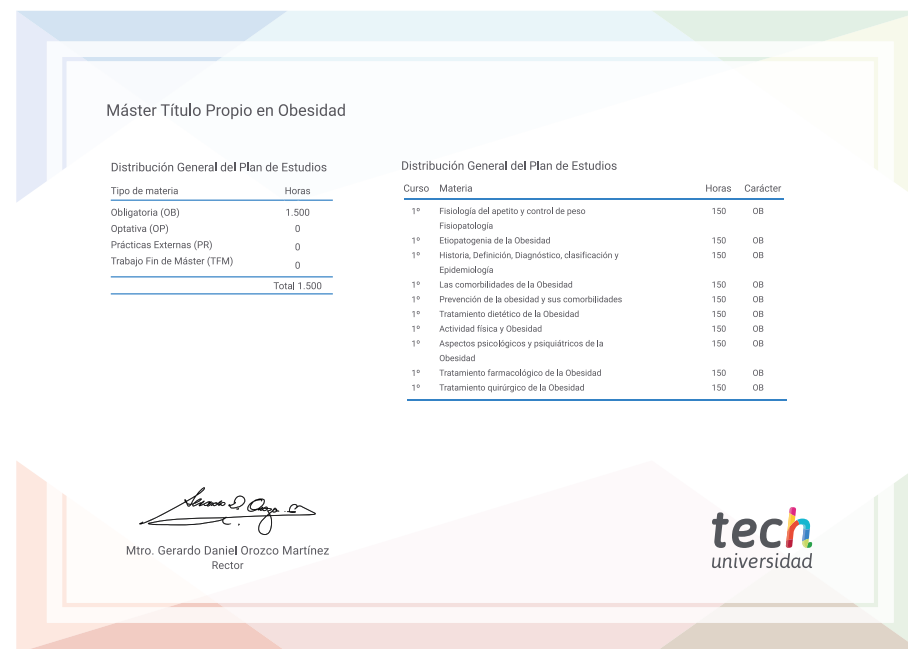 Máster Título Propio en Obesidad
Distribución General del Plan de Estudios
Tipo de materia Horas
Obligatoria (OB) 1.500
Optativa (OP) 0
Prácticas Externas (PR) 0
Trabajo Fin de Máster (TFM) 0
Total 1.500
Distribución General del Plan de Estudios
Curso Materia Horas Carácter
1º Fisiología del apetito y control de peso 150 OB
Fisiopatología
1º Etiopatogenia de la Obesidad 150 OB
1º Historia, Definición, Diagnóstico, clasificación y 150 OB
Epidemiología
1º Las comorbilidades de la Obesidad 150 OB
1º Prevención de la obesidad y sus comorbilidades 150 OB
1º Tratamiento dietético de la Obesidad 150 OB
1º Actividad física y Obesidad 150 OB
1º Aspectos psicológicos y psiquiátricos de la 150 OB
Obesidad
1º Tratamiento farmacológico de la Obesidad 150 OB
1º Tratamiento quirúrgico de la Obesidad 150 OB
Mtro. Gerardo Daniel Orozco Martínez
Rector
tech
universidad